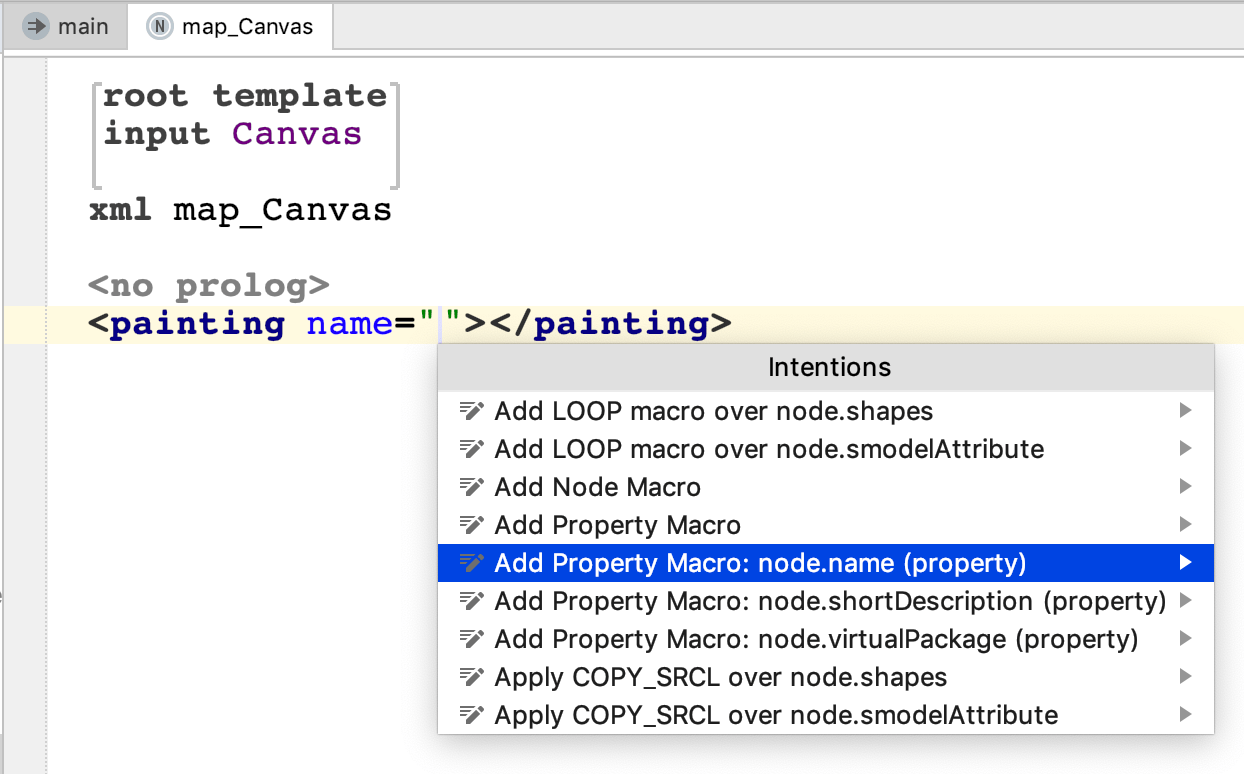 main
N map_Canvas
root template
input Canvas
xml map_Canvas
<no prolog>
<painting name=""></painting>
Intentions
Add LOOP macro over node.shapes
Add LOOP macro over node.smodelAttribute
Add Node Macro
Add Property Macro
Add Property Macro: node.name (property)
Add Property Macro: node.shortDescription (property)
Add Property Macro: node.virtualPackage (property)
Apply COPY_SRCL over node.shapes
Apply COPY_SRCL over node.smodelAttribute